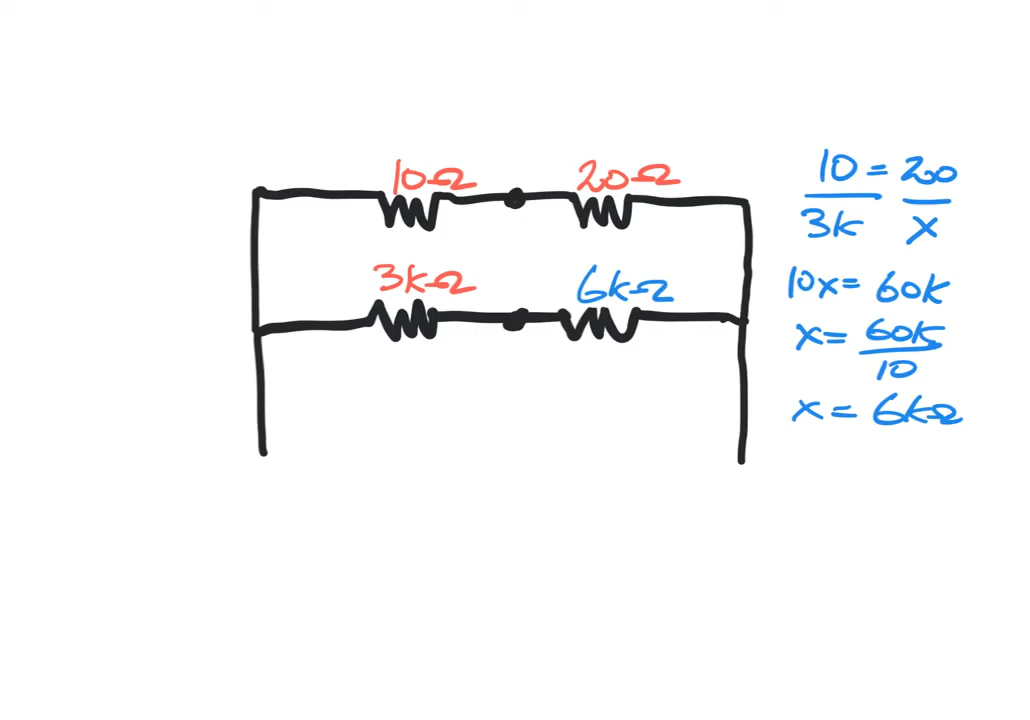 10Ω 20Ω
3kΩ 6kΩ
10 = 20
3k x
10x = 60k
x = 60k
10
x = 6kΩ